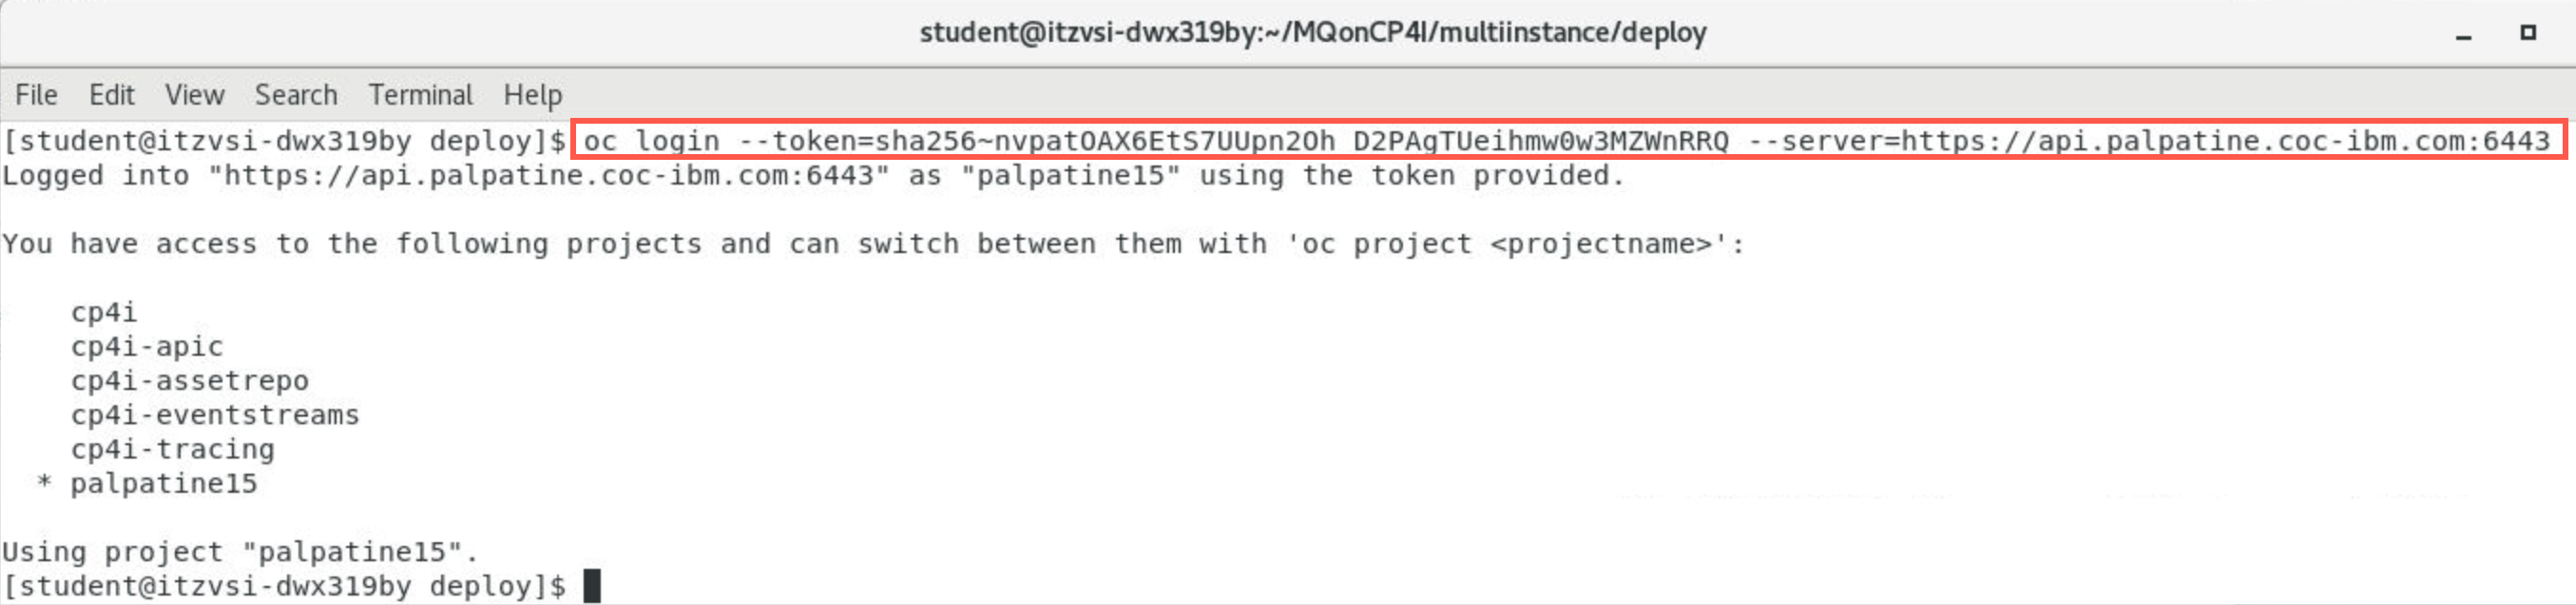 student@itzvsi-dwx319by:~/MQonCP4I/multiinstance/deploy
File Edit View Search Terminal Help
[student@itzvsi-dwx319by deploy]$ oc login --token=sha256~nvpatOAX6EtS7UUpn2Oh D2PAgTUeihmw0w3MZWnRRQ --server=https://api.palpatine.coc-ibm.com:6443
Logged into "https://api.palpatine.coc-ibm.com:6443" as "palpatine15" using the token provided.
You have access to the following projects and can switch between them with 'oc project <projectname>':
cp4i
cp4i-apic
cp4i-assetrepo
cp4i-eventstreams
cp4i-tracing
* palpatine15
Using project "palpatine15".
[student@itzvsi-dwx319by deploy]$